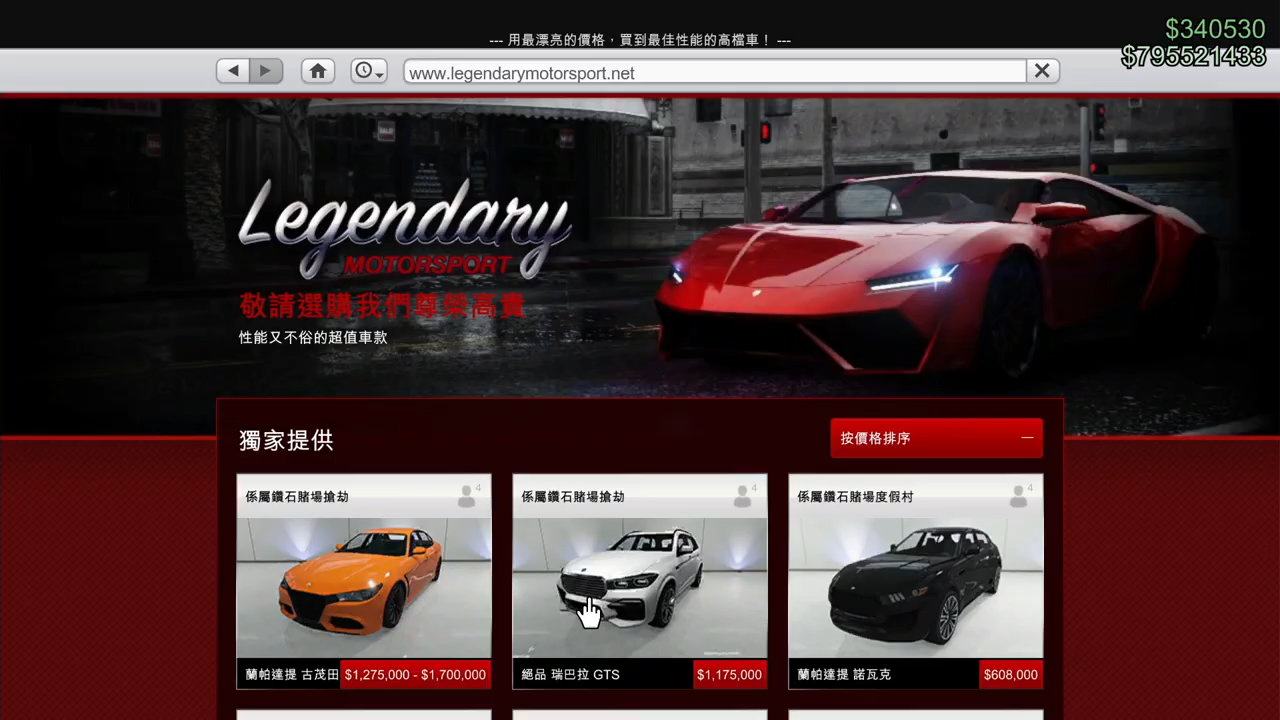 --- 用最漂亮的價格，買到最佳性能的高檔車！ ---
$340530
$795521433
www.legendarymotorsport.net
Legendary
MOTORSPORT
敬請選購我們尊榮高貴
性能又不俗的超值車款
獨家提供
按價格排序
係屬鑽石賭場搶劫
4
係屬鑽石賭場搶劫
4
係屬鑽石賭場度假村
4
蘭帕達提 古茂田
$1,275,000 - $1,700,000
絕品 瑞巴拉 GTS
$1,175,000
蘭帕達提 諾瓦克
$608,000